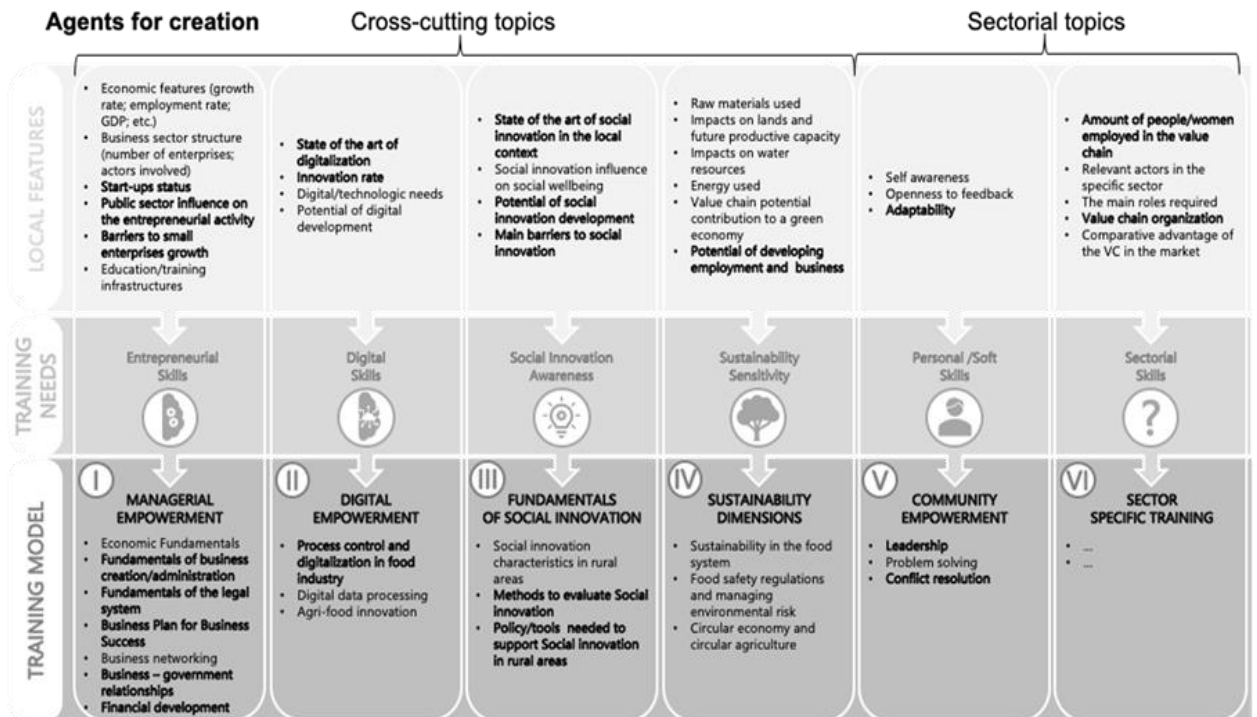 Agents for creation
Cross-cutting topics
Sectorial topics
LOCAL FEATURES
• Economic features (growth
rate; employment rate;
GDP; etc.)
• Business sector structure
(number of enterprises;
actors involved)
• Start-ups status
• Public sector influence on
the entrepreneurial activity
• Barriers to small
enterprises growth
• Education/training
infrastructures
• State of the art of
digitalization
• Innovation rate
• Digital/technologic needs
• Potential of digital
development
• State of the art of social
innovation in the local
context
• Social innovation influence
on social wellbeing
• Potential of social
innovation development
• Main barriers to social
innovation
• Raw materials used
• Impacts on lands and
future productive capacity
• Impacts on water
resources
• Energy used
• Value chain potential
contribution to a green
economy
• Potential of developing
employment and business
• Self awareness
• Openness to feedback
• Adaptability
• Amount of people/women
employed in the value
chain
• Relevant actors in the
specific sector
• The main roles required
• Value chain organization
• Comparative advantage of
the VC in the market
TRAINING
NEEDS
Entrepreneurial
Skills
Digital
Skills
Social Innovation
Awareness
Sustainability
Sensitivity
Personal /Soft
Skills
Sectorial
Skills
?
TRAINING MODEL
I
MANAGERIAL
EMPOWERMENT
• Economic Fundamentals
• Fundamentals of business
creation/administration
• Fundamentals of the legal
system
• Business Plan for Business
Success
• Business networking
• Business – government
relationships
• Financial development
II
DIGITAL
EMPOWERMENT
• Process control and
digitalization in food
industry
• Digital data processing
• Agri-food innovation
III
FUNDAMENTALS
OF SOCIAL INNOVATION
• Social innovation
characteristics in rural
areas
• Methods to evaluate Social
innovation
• Policy/tools needed to
support Social innovation
in rural areas
IV
SUSTAINABILITY
DIMENSIONS
• Sustainability in the food
system
• Food safety regulations
and managing
environmental risk
• Circular economy and
circular agriculture
V
COMMUNITY
EMPOWERMENT
• Leadership
• Problem solving
• Conflict resolution
VI
SECTOR
SPECIFIC TRAINING
• ...
• ...